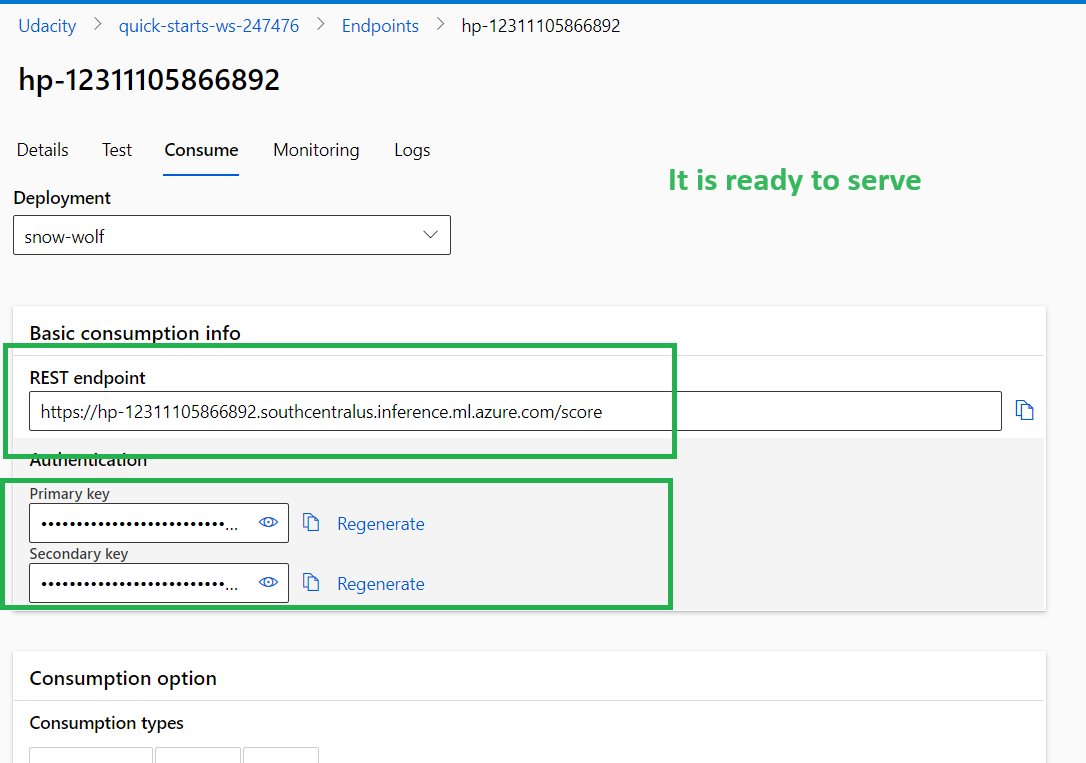 Udacity > quick-starts-ws-247476 > Endpoints > hp-12311105866892
hp-12311105866892
Details Test Consume Monitoring Logs
It is ready to serve
Deployment
snow-wolf
Basic consumption info
REST endpoint
https://hp-12311105866892.southcentralus.inference.ml.azure.com/score
Authentication
Primary key
••••••••••••••••••••••••••... Regenerate
Secondary key
••••••••••••••••••••••••••... Regenerate
Consumption option
Consumption types